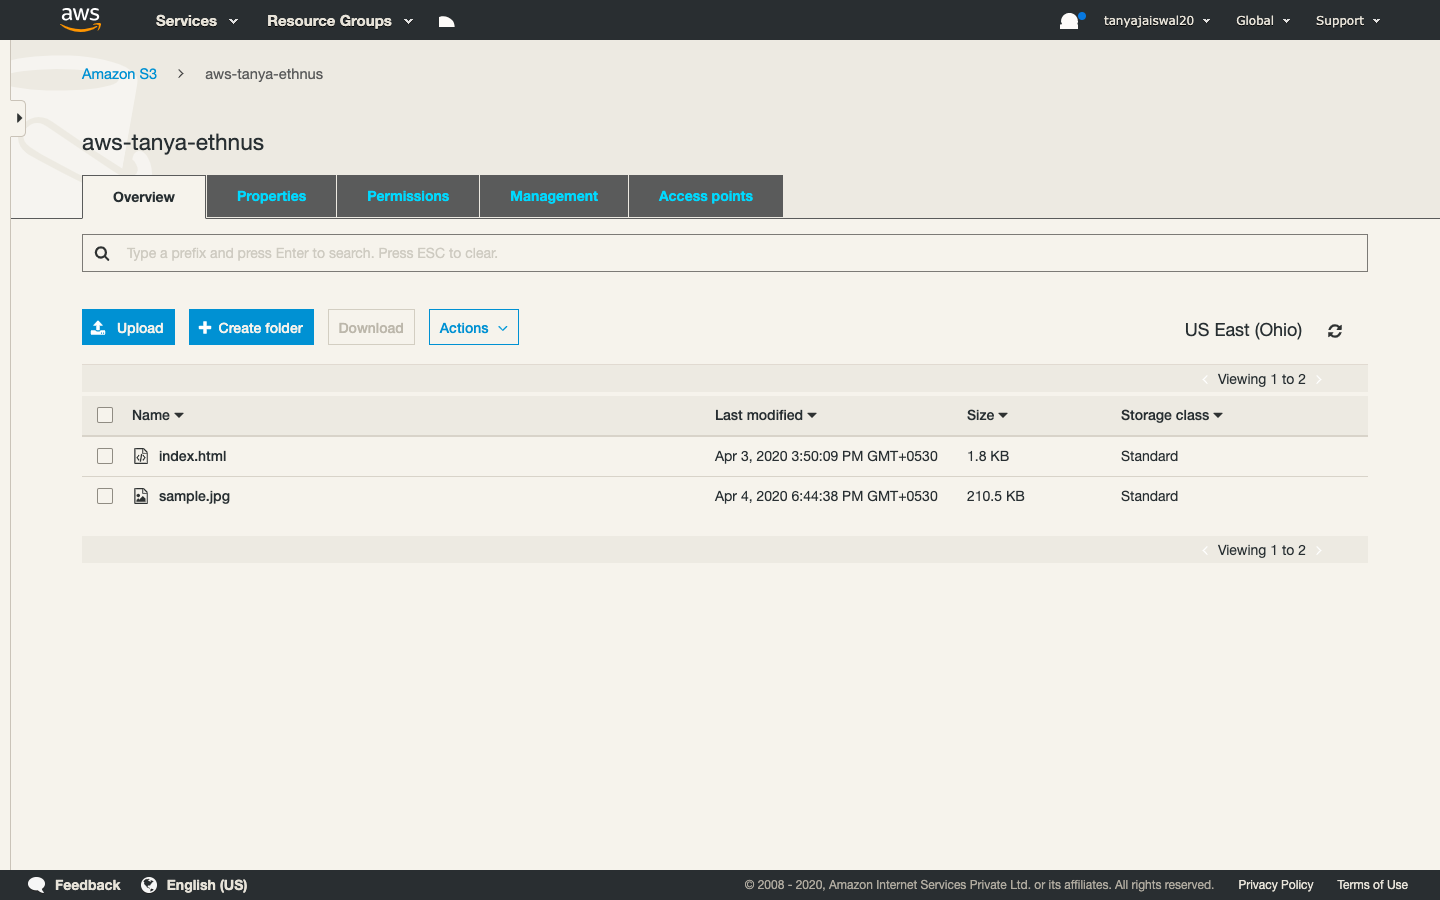 aws Services Resource Groups tanyajaiswal20 Global Support
Amazon S3 > aws-tanya-ethnus
aws-tanya-ethnus
Overview Properties Permissions Management Access points
Type a prefix and press Enter to search. Press ESC to clear.
Upload Create folder Download Actions US East (Ohio)
Viewing 1 to 2
Name Last modified Size Storage class
index.html Apr 3, 2020 3:50:09 PM GMT+0530 1.8 KB Standard
sample.jpg Apr 4, 2020 6:44:38 PM GMT+0530 210.5 KB Standard
Viewing 1 to 2
Feedback English (US) © 2008 - 2020, Amazon Internet Services Private Ltd. or its affiliates. All rights reserved. Privacy Policy Terms of Use